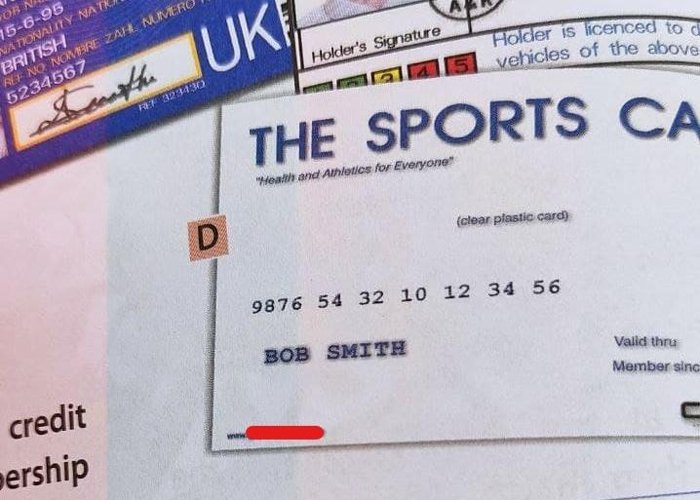 15-6-95
BRITISH
5234567
UK
Holder's Signature
Holder is licenced to
vehicles of the above
4 5
THE SPORTS CA
"Health and Athletics for Everyone"
(clear plastic card)
D
9876 54 32 10 12 34 56
BOB SMITH
Valid thru
Member sinc
www.
credit
pership